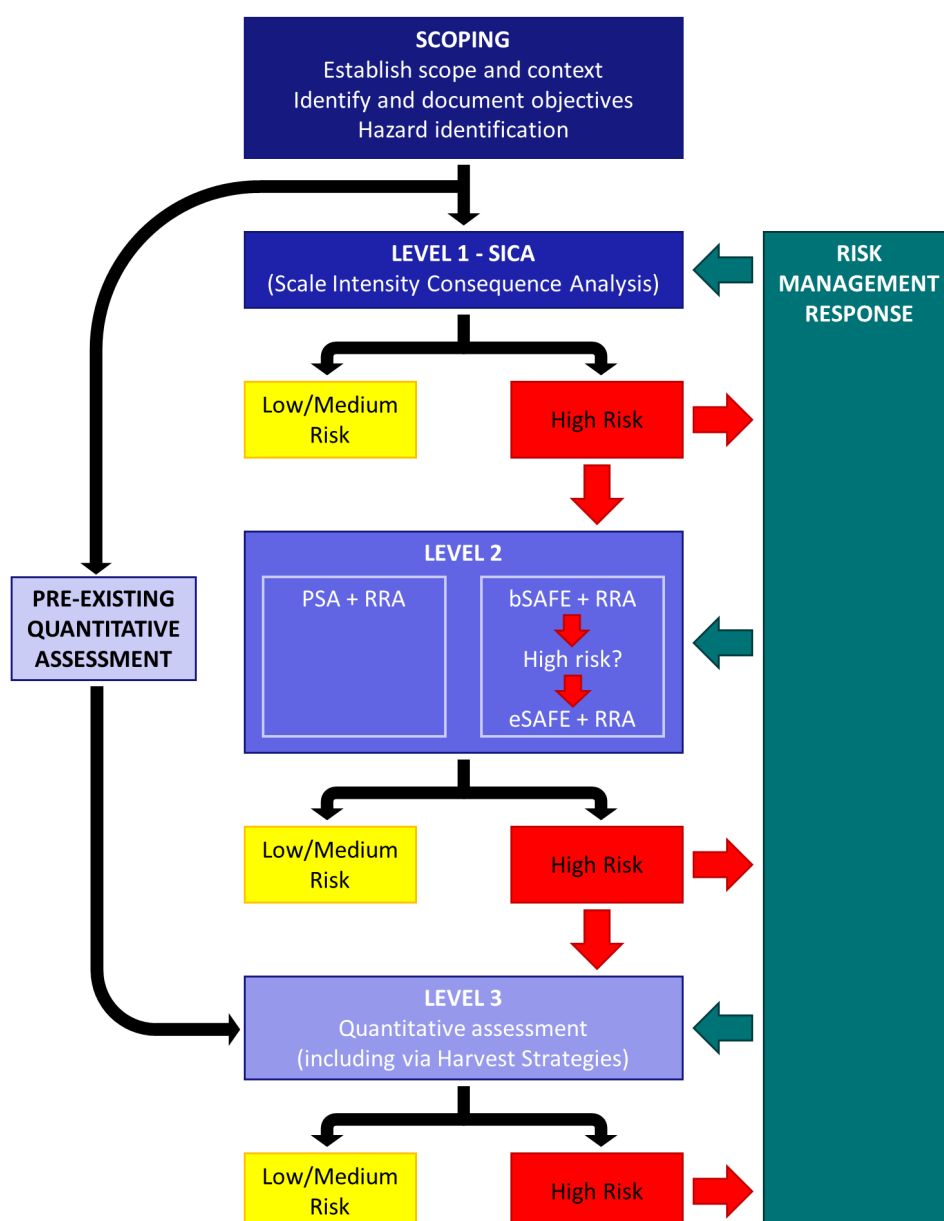 SCOPING
Establish scope and context
Identify and document objectives
Hazard identification
LEVEL 1 - SICA
(Scale Intensity Consequence Analysis)
RISK
MANAGEMENT
RESPONSE
Low/Medium
Risk
High Risk
LEVEL 2
PSA + RRA
bSAFE + RRA
High risk?
eSAFE + RRA
PRE-EXISTING
QUANTITATIVE
ASSESSMENT
Low/Medium
Risk
High Risk
LEVEL 3
Quantitative assessment
(including via Harvest Strategies)
Low/Medium
Risk
High Risk